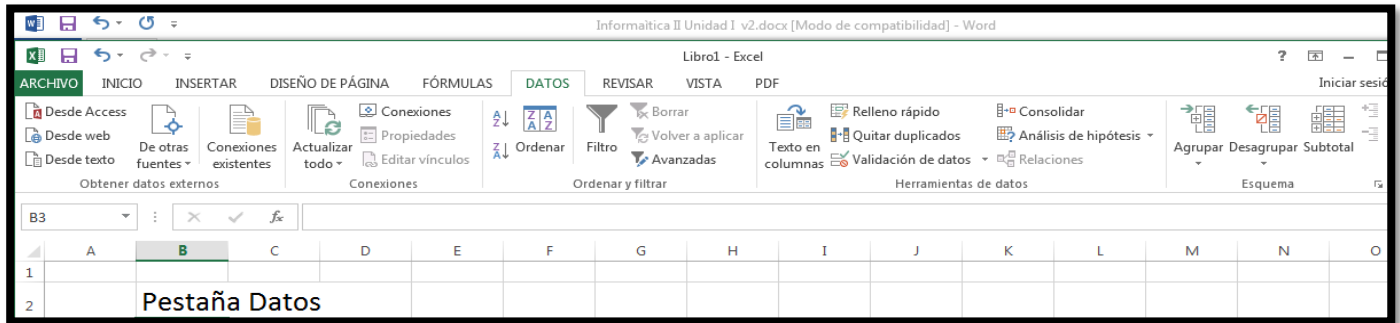 Informaìtica II Unidad I v2.docx [Modo de compatibilidad] - Word
Libro1 - Excel
ARCHIVO INICIO INSERTAR DISEÑO DE PÁGINA FÓRMULAS DATOS REVISAR VISTA PDF Iniciar sesió
Desde Access
Desde web
Desde texto
De otras
fuentes
Conexiones
existentes
Obtener datos externos
Actualizar
todo
Conexiones
Propiedades
Editar vínculos
Conexiones
Ordenar
Filtro
Borrar
Volver a aplicar
Avanzadas
Ordenar y filtrar
Texto en
columnas
Relleno rápido
Quitar duplicados
Validación de datos
Consolidar
Análisis de hipótesis
Relaciones
Herramientas de datos
Agrupar Desagrupar Subtotal
Esquema
B3 fx
A B C D E F G H I J K L M N O
1
2 Pestaña Datos